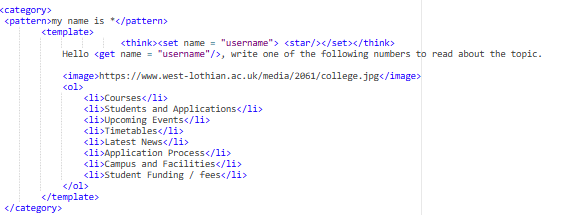 <category>
<pattern>my name is *</pattern>
<template>
<think><set name = "username"> <star/></set></think>
Hello <get name = "username"/>, write one of the following numbers to read about the topic.
<image>https://www.west-lothian.ac.uk/media/2061/college.jpg</image>
<ol>
<li>Courses</li>
<li>Students and Applications</li>
<li>Upcoming Events</li>
<li>Timetables</li>
<li>Latest News</li>
<li>Application Process</li>
<li>Campus and Facilities</li>
<li>Student Funding / fees</li>
</ol>
</template>
</category>